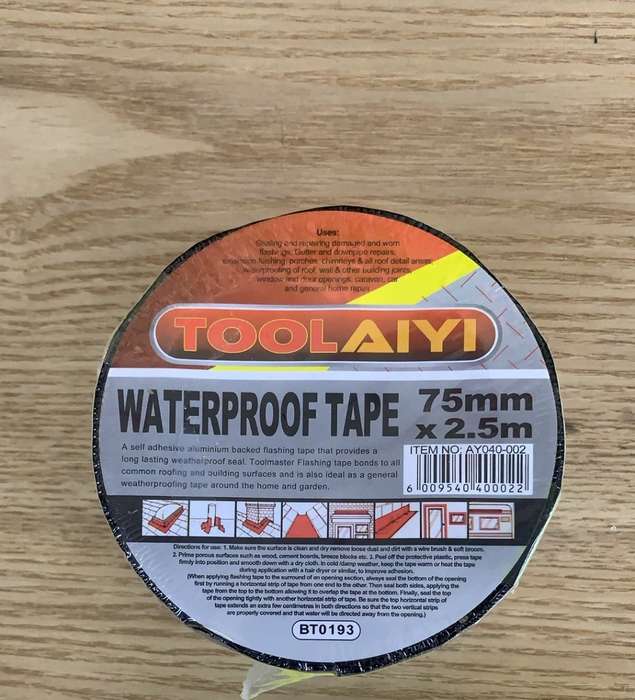 Uses:
Sealing and repairing damaged and worn
flashings, Gutter and downpipe repairs,
expansion flashing, porches, chimneys & all roof detail areas
waterproofing of roof, wall & other building joints,
window and door openings, caravan, car
and general home repair.
TOOLAIYI
WATERPROOF TAPE
75mm
x 2.5m
A self adhesive aluminium backed flashing tape that provides a
long lasting weatherproof seal. Toolmaster Flashing tape bonds to all
common roofing and building surfaces and is also ideal as a general
weatherproofing tape around the home and garden.
ITEM NO: AY040-002
6 009540 400022
Directions for use: 1. Make sure the surface is clean and dry remove loose dust and dirt with a wire brush & soft broom.
2. Prime porous surfaces such as wood, cement boards, breeze blocks etc. 3. Peel off the protective plastic, press tape
firmly into position and smooth down with a dry cloth. In cold /damp weather, keep the tape warm or heat the tape
during application with a hair dryer or similar, to improve adhesion.
(When applying flashing tape to the surround of an opening section, always seal the bottom of the opening
first by running a horizontal strip of tape from one end to the other. Then seal both sides, applying the
tape from the top to the bottom allowing it to overlap the tape at the bottom. Finally, seal the top
of the opening tightly with another horizontal strip of tape. Be sure the top horizontal strip of
tape extends an extra few centimetres in both directions so that the two vertical strips
are properly covered and that water will be directed away from the opening.)
BT0193